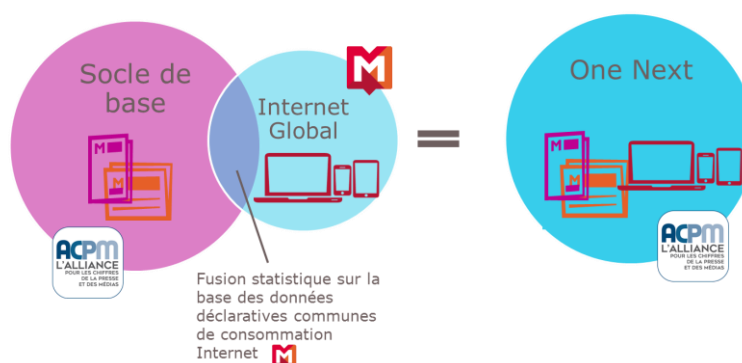 Socle de
base
Internet
Global
M
=
One Next
M
M
M
M
ACPM
L'ALLIANCE
POUR LES CHIFFRES
DE LA PRESSE
ET DES MÉDIAS
ACPM
L'ALLIANCE
POUR LES CHIFFRES
DE LA PRESSE
ET DES MÉDIAS
Fusion statistique sur la
base des données
déclaratives communes
de consommation
Internet M